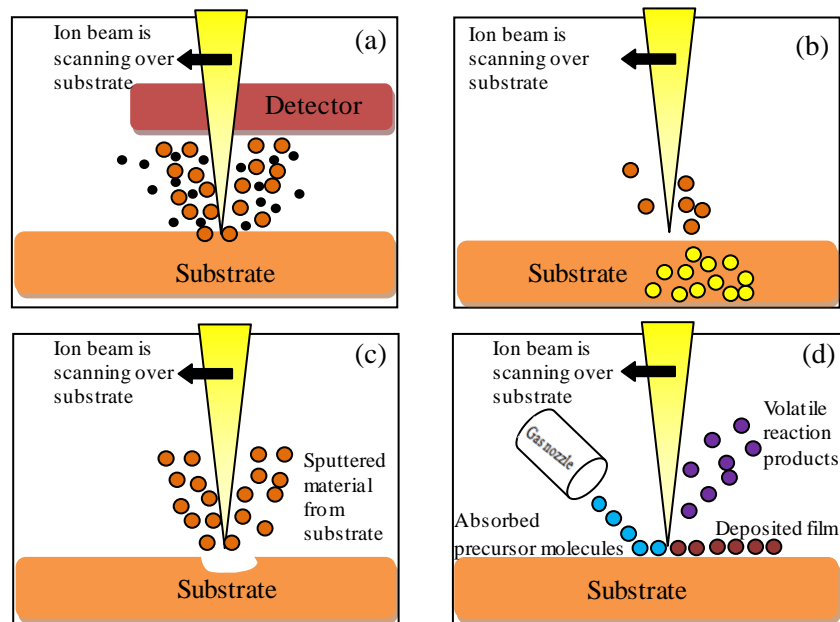 Ion beam is
scanning over
substrate
(a)
Detector
Substrate
Ion beam is
scanning over
substrate
(b)
Substrate
Ion beam is
scanning over
substrate
(c)
Sputtered
material
from
substrate
Substrate
Ion beam is
scanning over
substrate
(d)
Gas nozzle
Volatile
reaction
products
Absorbed
precursor molecules
Deposited film
Substrate